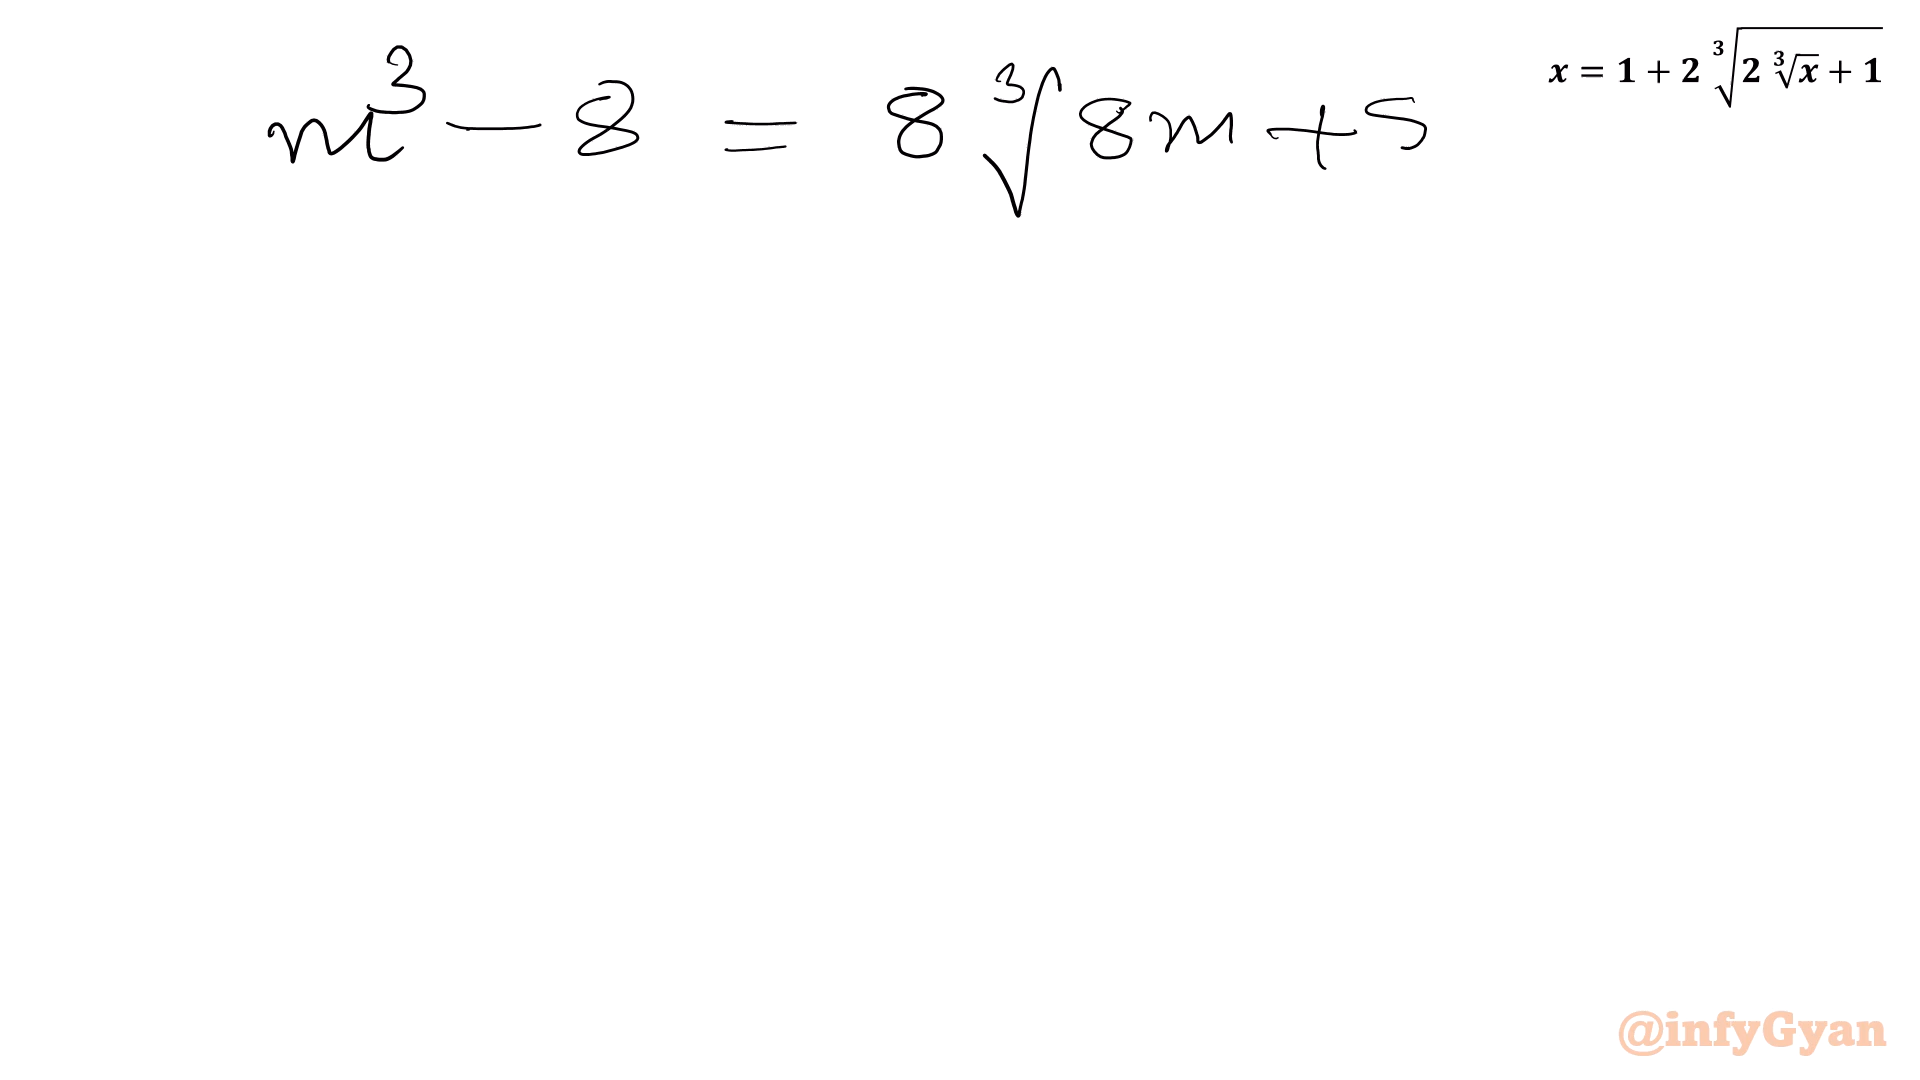 m³ - 8 = 8 ∛(8m + 5
x = 1 + 2 ∛(2 ∛x + 1)
@infyGyan